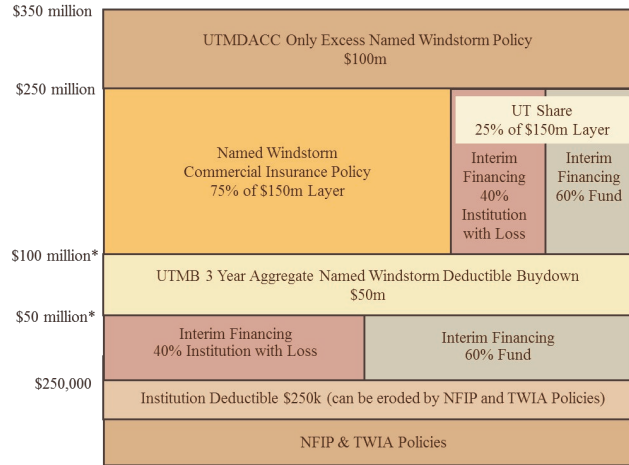 $350 million
UTMDACC Only Excess Named Windstorm Policy
$100m
$250 million
Named Windstorm
Commercial Insurance Policy
75% of $150m Layer
UT Share
25% of $150m Layer
Interim
Financing
40%
Institution
with Loss
Interim
Financing
60% Fund
$100 million*
UTMB 3 Year Aggregate Named Windstorm Deductible Buydown
$50m
$50 million*
Interim Financing
40% Institution with Loss
Interim Financing
60% Fund
$250,000
Institution Deductible $250k (can be eroded by NFIP and TWIA Policies)
NFIP & TWIA Policies